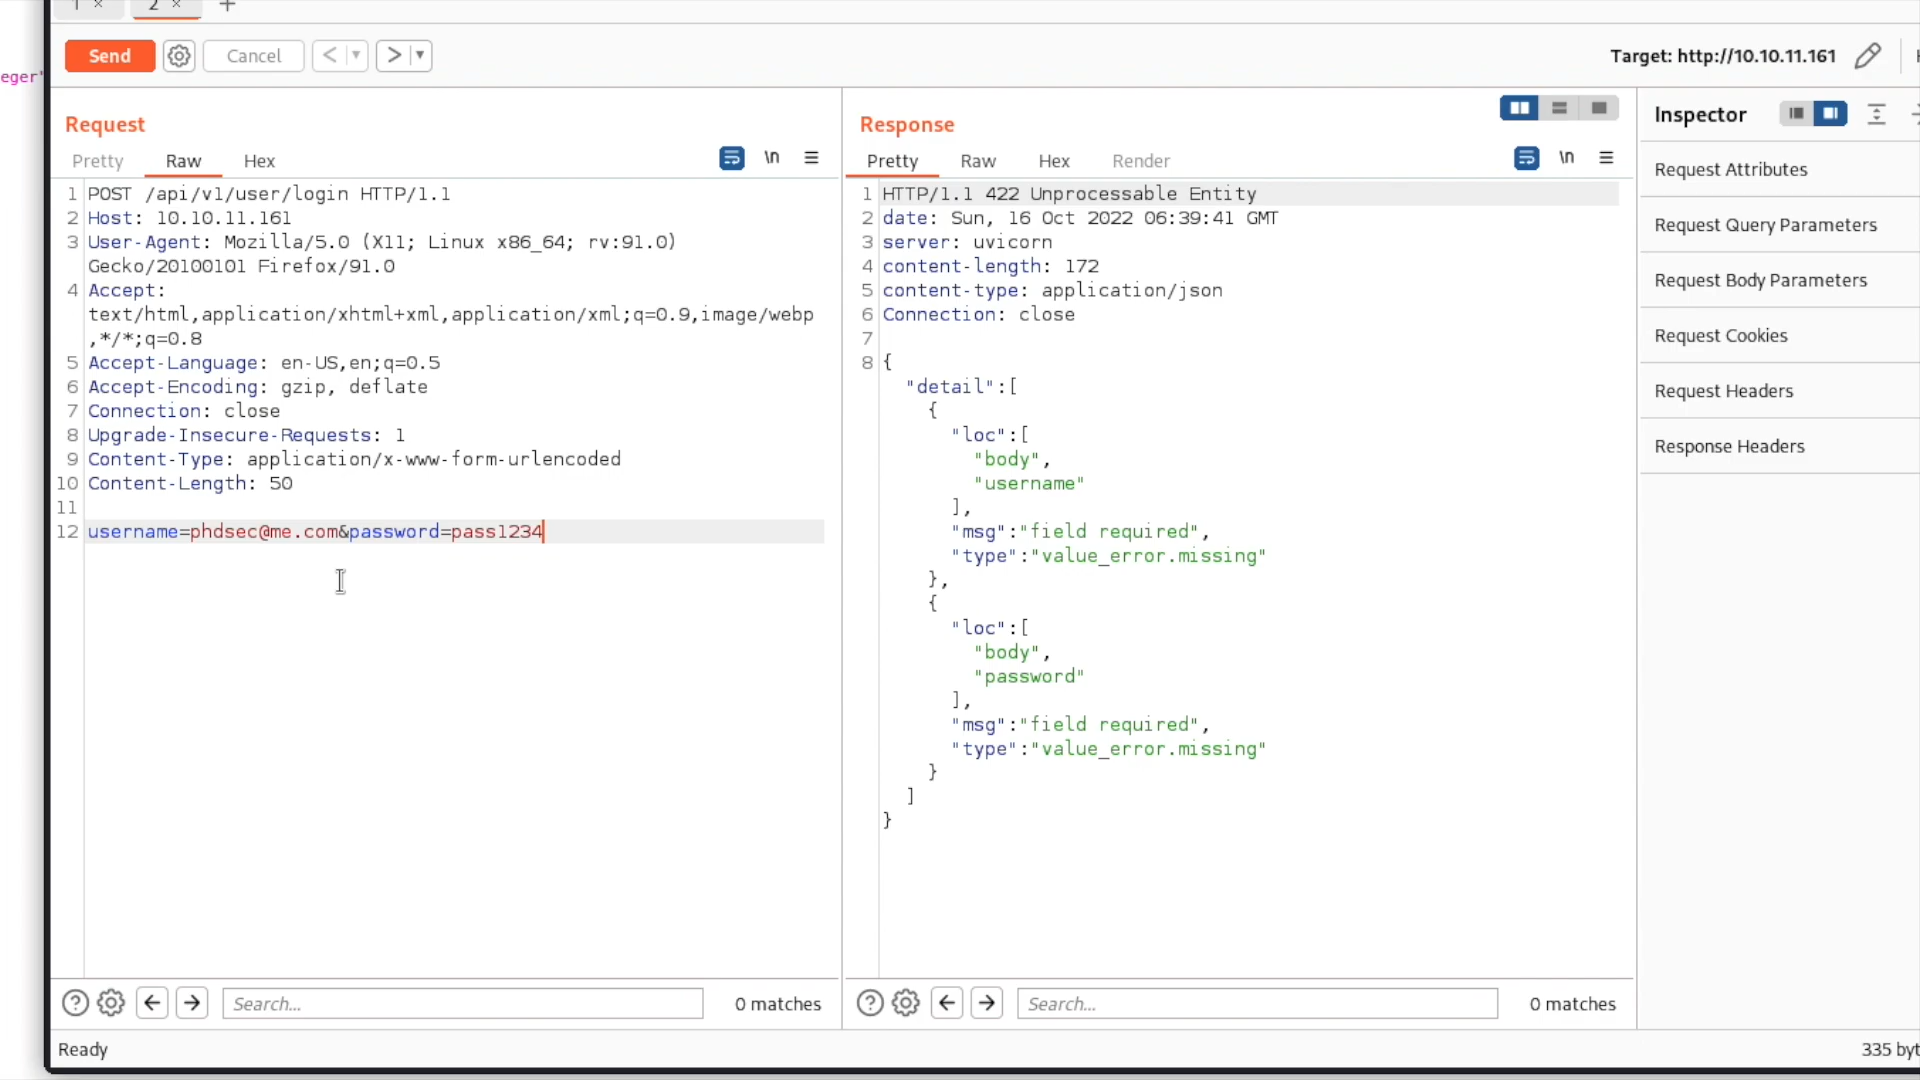 1 × 2 × +
Send Cancel < > Target: http://10.10.11.161
eger"
Request
Pretty Raw Hex \n
1 POST /api/v1/user/login HTTP/1.1
2 Host: 10.10.11.161
3 User-Agent: Mozilla/5.0 (X11; Linux x86_64; rv:91.0)
Gecko/20100101 Firefox/91.0
4 Accept:
text/html,application/xhtml+xml,application/xml;q=0.9,image/webp
,*/*;q=0.8
5 Accept-Language: en-US,en;q=0.5
6 Accept-Encoding: gzip, deflate
7 Connection: close
8 Upgrade-Insecure-Requests: 1
9 Content-Type: application/x-www-form-urlencoded
10 Content-Length: 50
11
12 username=phdsec@me.com&password=pass1234
Search... 0 matches
Response
Pretty Raw Hex Render \n
1 HTTP/1.1 422 Unprocessable Entity
2 date: Sun, 16 Oct 2022 06:39:41 GMT
3 server: uvicorn
4 content-length: 172
5 content-type: application/json
6 Connection: close
7
8 {
"detail":[
{
"loc":[
"body",
"username"
],
"msg":"field required",
"type":"value_error.missing"
},
{
"loc":[
"body",
"password"
],
"msg":"field required",
"type":"value_error.missing"
}
]
}
Search... 0 matches
Inspector
Request Attributes
Request Query Parameters
Request Body Parameters
Request Cookies
Request Headers
Response Headers
Ready 335 byt